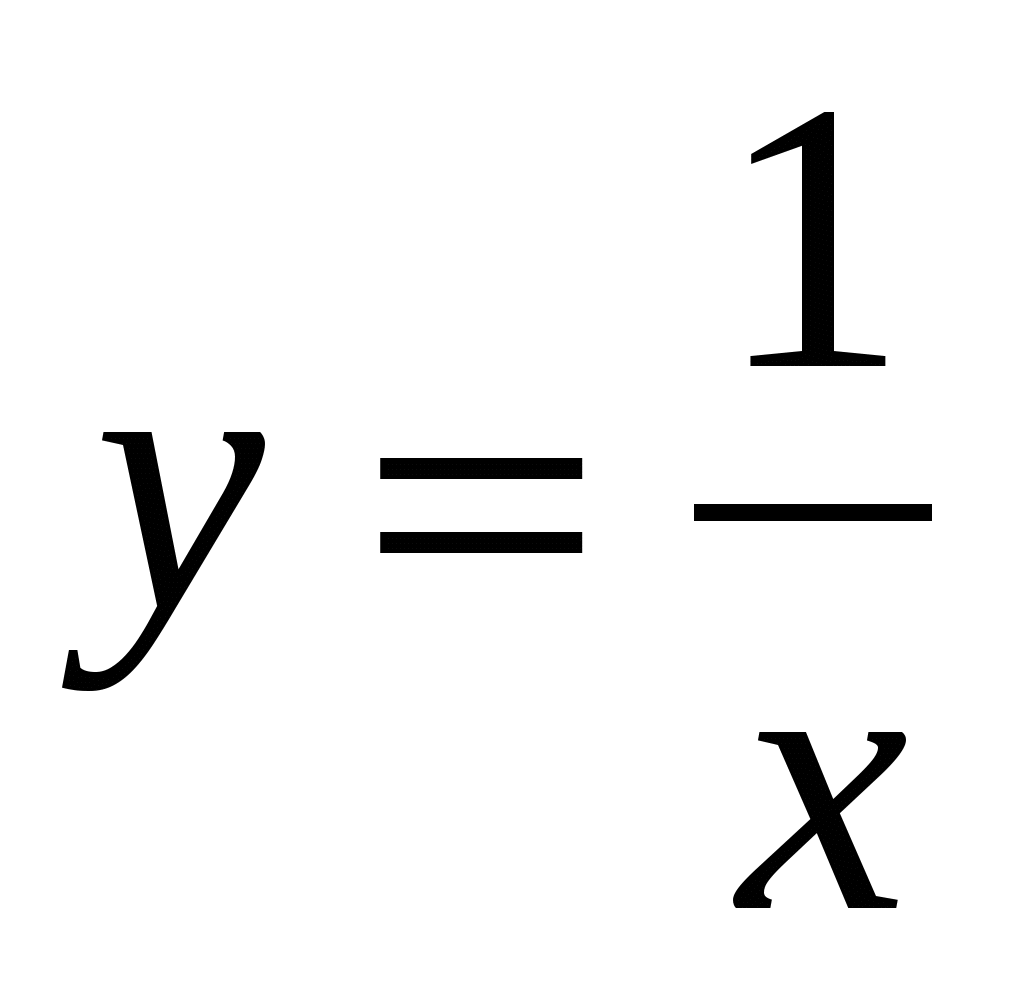 y = 1/x